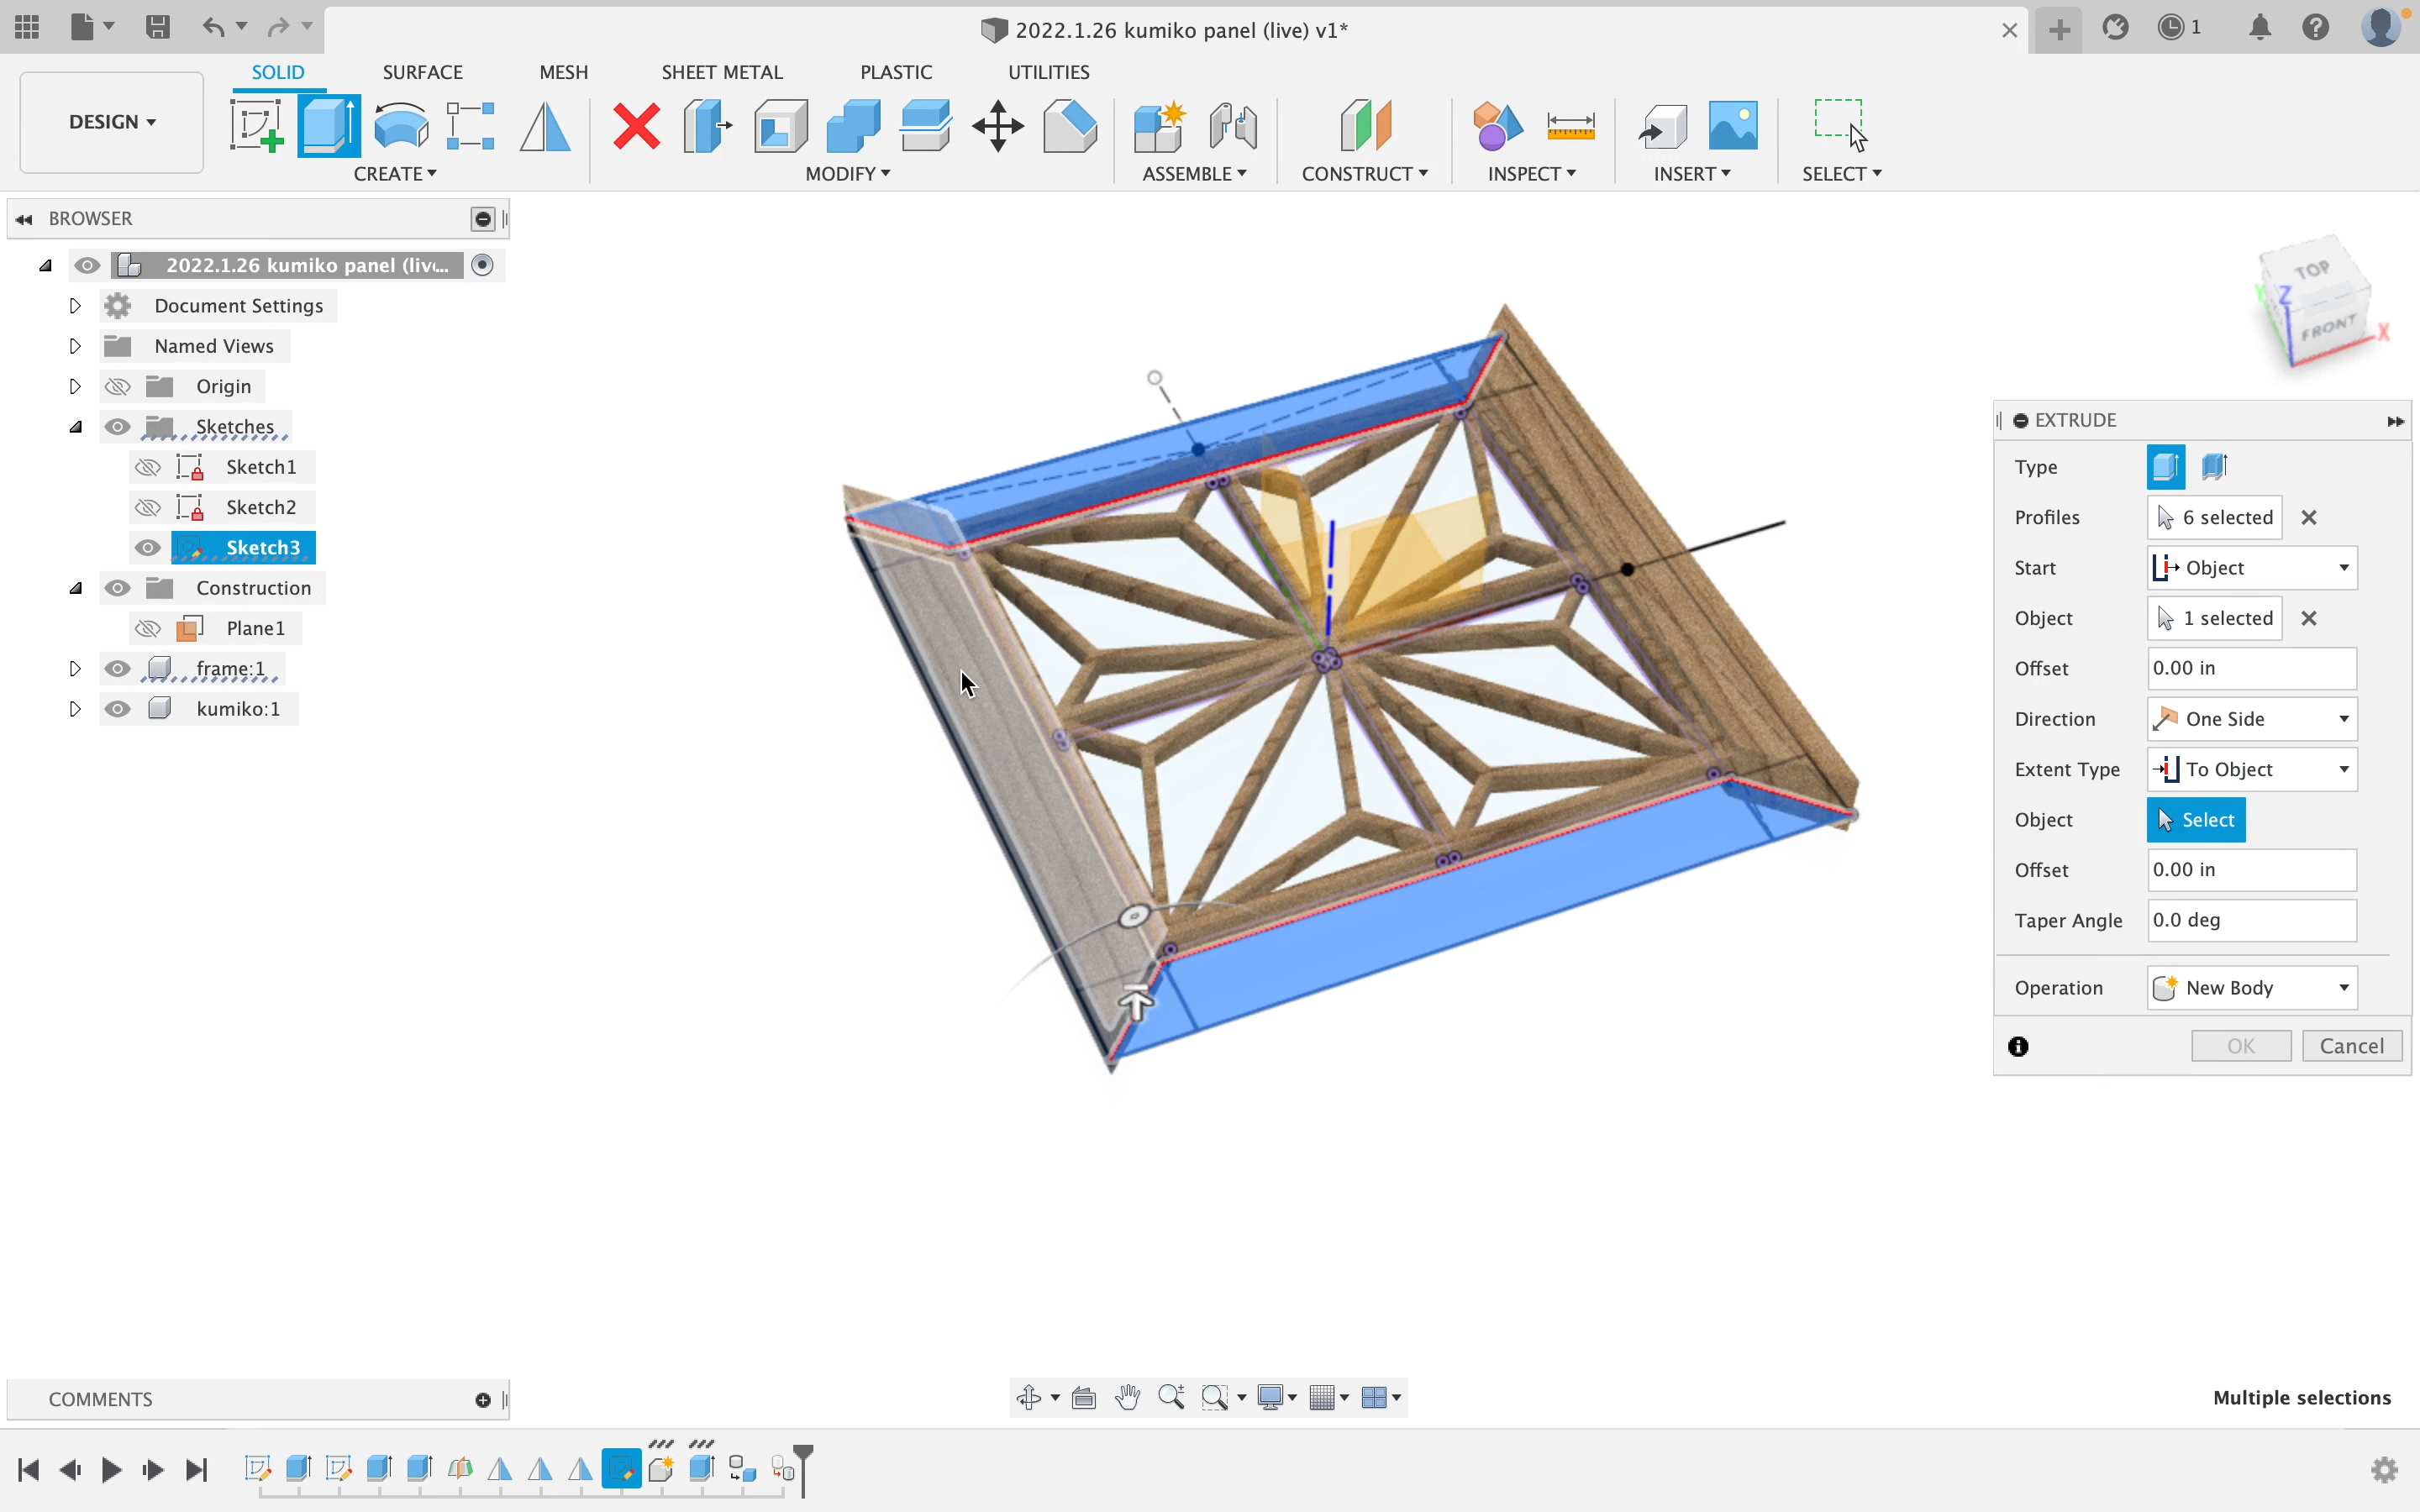 2022.1.26 kumiko panel (live) v1*
1
DESIGN
SOLID
SURFACE
MESH
SHEET METAL
PLASTIC
UTILITIES
CREATE
MODIFY
ASSEMBLE
CONSTRUCT
INSPECT
INSERT
SELECT
BROWSER
2022.1.26 kumiko panel (liv...
Document Settings
Named Views
Origin
Sketches
Sketch1
Sketch2
Sketch3
Construction
Plane1
frame:1
kumiko:1
TOP
FRONT
Z
Y
X
EXTRUDE
Type
Profiles 6 selected
Start Object
Object 1 selected
Offset 0.00 in
Direction One Side
Extent Type To Object
Object Select
Offset 0.00 in
Taper Angle 0.0 deg
Operation New Body
OK Cancel
COMMENTS
Multiple selections